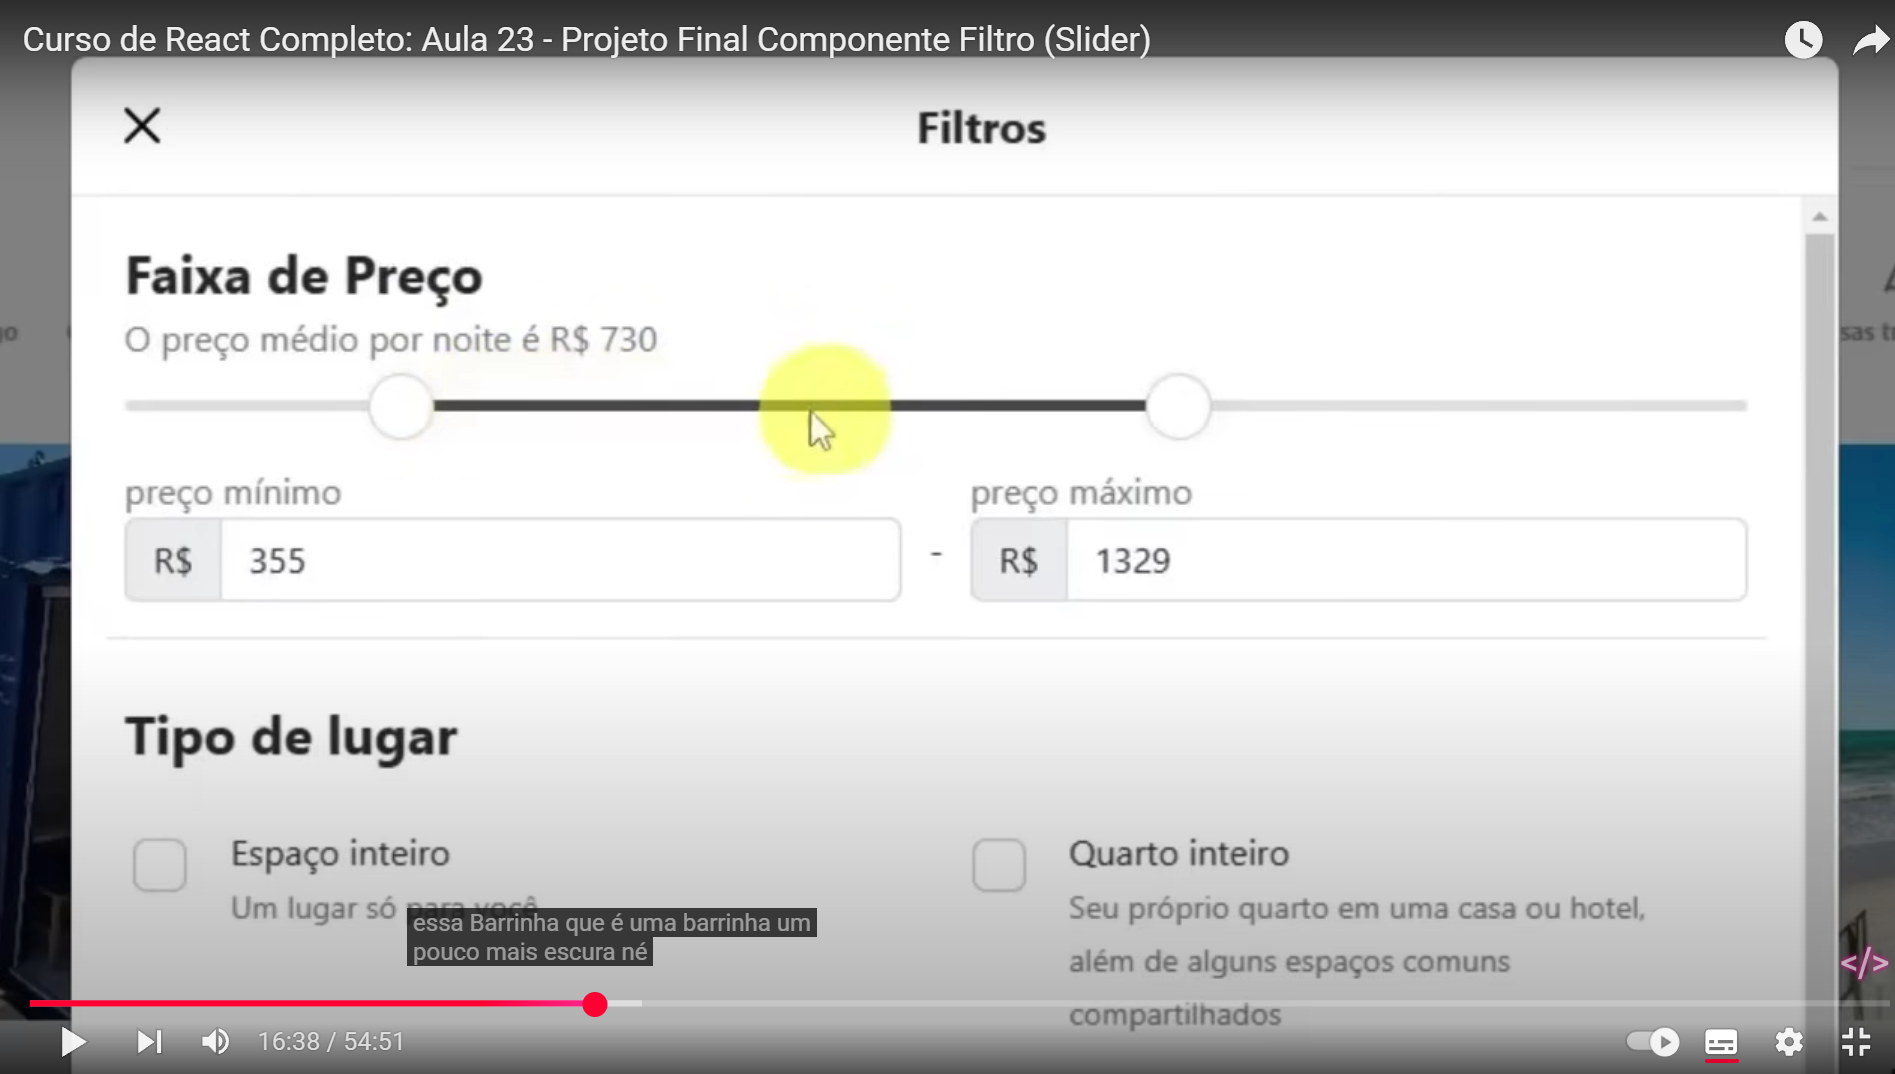 Curso de React Completo: Aula 23 - Projeto Final Componente Filtro (Slider)
Filtros
Faixa de Preço
O preço médio por noite é R$ 730
preço mínimo
preço máximo
R$ 355
-
R$ 1329
Tipo de lugar
Espaço inteiro
Um lugar só para você
Quarto inteiro
Seu próprio quarto em uma casa ou hotel,
além de alguns espaços comuns
compartilhados
essa Barrinha que é uma barrinha um
pouco mais escura né
</>
16:38 / 54:51